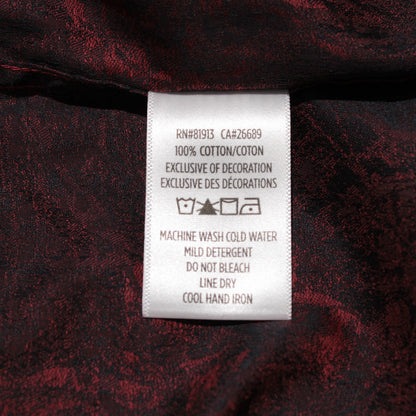 RN#81913 CA#26689
100% COTTON/COTON
EXCLUSIVE OF DECORATION
EXCLUSIVE DES DÉCORATIONS
MACHINE WASH COLD WATER
MILD DETERGENT
DO NOT BLEACH
LINE DRY
COOL HAND IRON